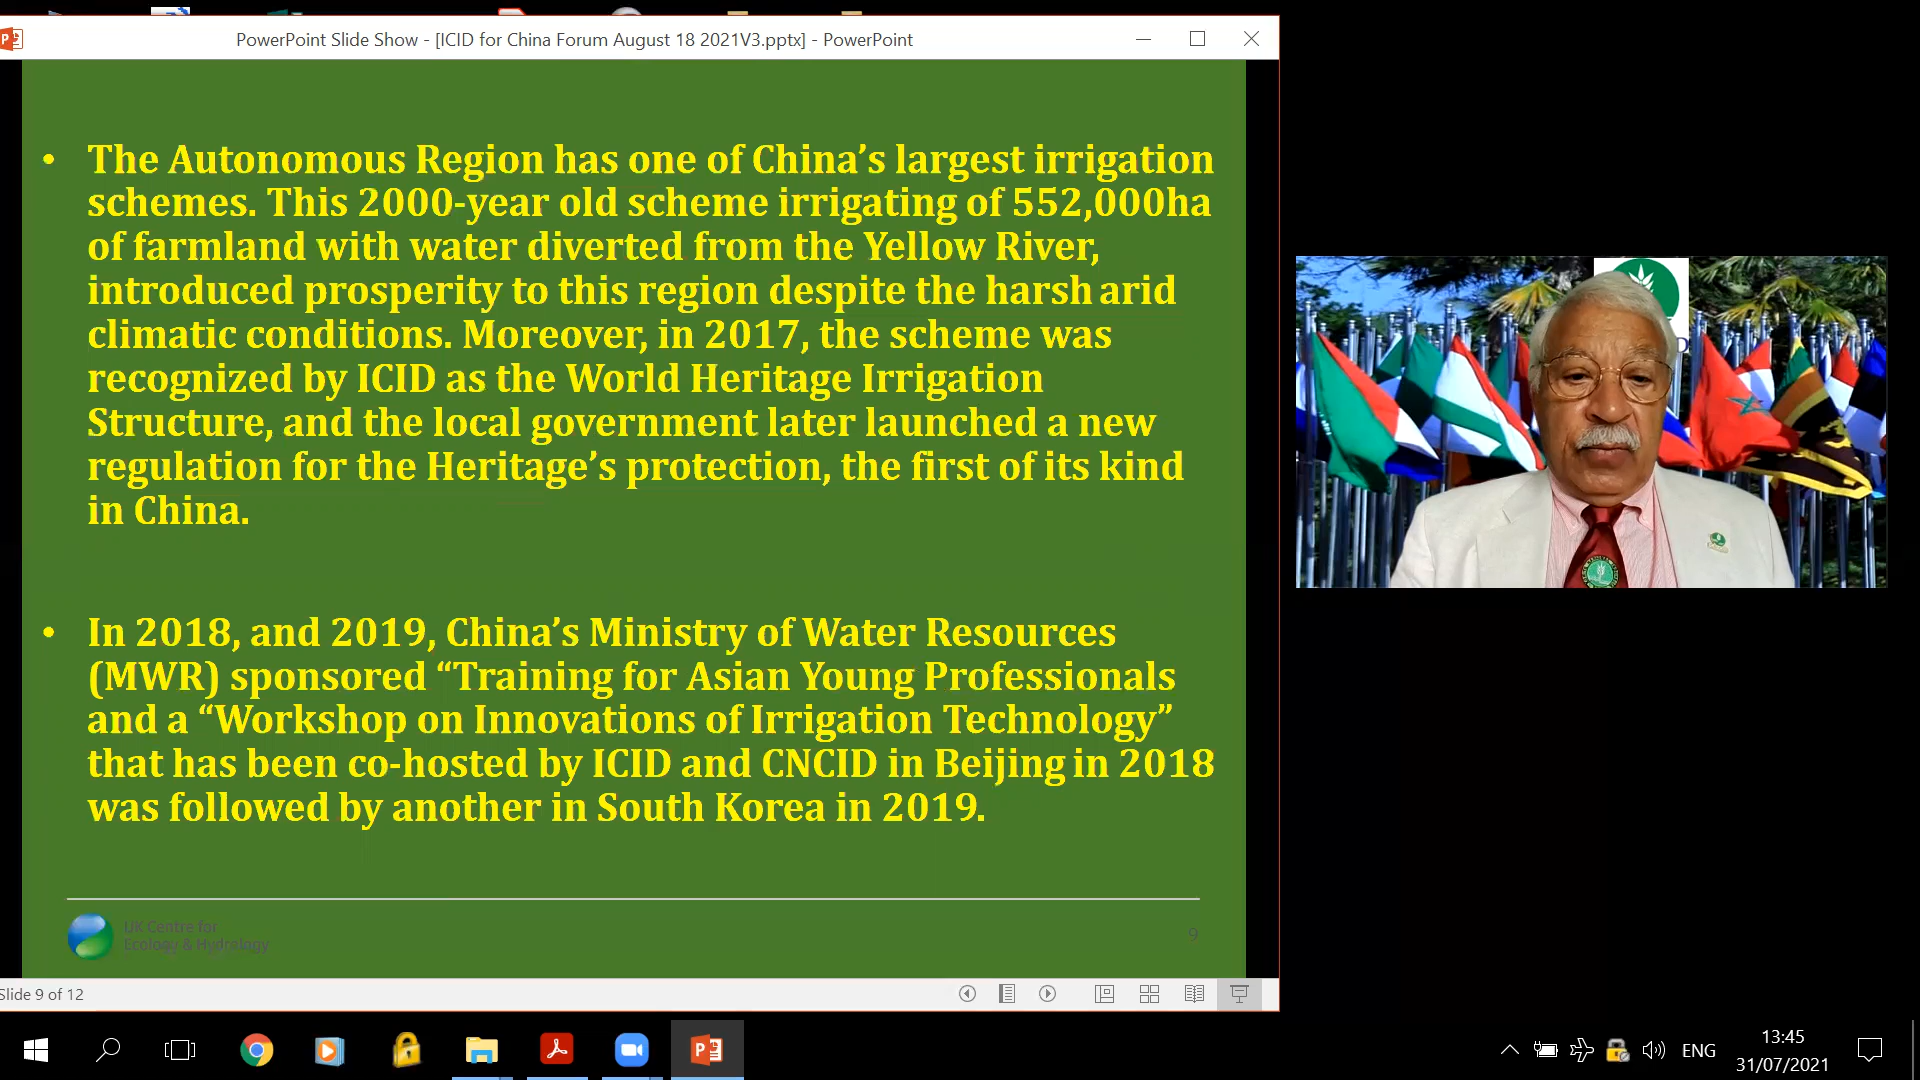 PowerPoint Slide Show - [ICID for China Forum August 18 2021V3.pptx] - PowerPoint
• The Autonomous Region has one of China’s largest irrigation
schemes. This 2000-year old scheme irrigating of 552,000ha
of farmland with water diverted from the Yellow River,
introduced prosperity to this region despite the harsh arid
climatic conditions. Moreover, in 2017, the scheme was
recognized by ICID as the World Heritage Irrigation
Structure, and the local government later launched a new
regulation for the Heritage’s protection, the first of its kind
in China.
• In 2018, and 2019, China’s Ministry of Water Resources
(MWR) sponsored “Training for Asian Young Professionals
and a “Workshop on Innovations of Irrigation Technology”
that has been co-hosted by ICID and CNCID in Beijing in 2018
was followed by another in South Korea in 2019.
UK Centre for
Ecology & Hydrology
9
Slide 9 of 12
ENG
13:45
31/07/2021